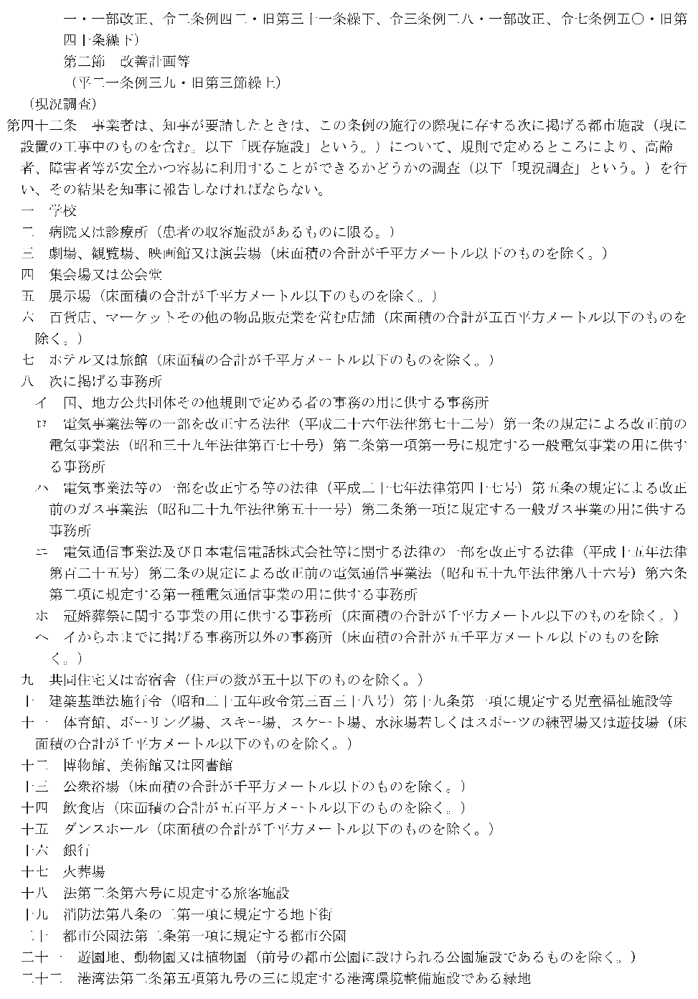 一・一部改正、令二条例四二・旧第三十一条繰下、令三条例二八・一部改正、令七条例五〇・旧第
四十条繰下）
第二節　改善計画等
（平二一条例三九・旧第三節繰上）
（現況調査）
第四十二条　事業者は、知事が要請したときは、この条例の施行の際現に存する次に掲げる都市施設（現に
設置の工事中のものを含む。以下「既存施設」という。）について、規則で定めるところにより、高齢
者、障害者等が安全かつ容易に利用することができるかどうかの調査（以下「現況調査」という。）を行
い、その結果を知事に報告しなければならない。
一　学校
二　病院又は診療所（患者の収容施設があるものに限る。）
三　劇場、観覧場、映画館又は演芸場（床面積の合計が千平方メートル以下のものを除く。）
四　集会場又は公会堂
五　展示場（床面積の合計が千平方メートル以下のものを除く。）
六　百貨店、マーケットその他の物品販売業を営む店舗（床面積の合計が五百平方メートル以下のものを
除く。）
七　ホテル又は旅館（床面積の合計が千平方メートル以下のものを除く。）
八　次に掲げる事務所
イ　国、地方公共団体その他規則で定める者の事務の用に供する事務所
ロ　電気事業法等の一部を改正する法律（平成二十六年法律第七十二号）第一条の規定による改正前の
電気事業法（昭和三十九年法律第百七十号）第二条第一項第一号に規定する一般電気事業の用に供す
る事務所
ハ　電気事業法等の一部を改正する等の法律（平成二十七年法律第四十七号）第五条の規定による改正
前のガス事業法（昭和二十九年法律第五十一号）第二条第一項に規定する一般ガス事業の用に供する
事務所
ニ　電気通信事業法及び日本電信電話株式会社等に関する法律の一部を改正する法律（平成十五年法律
第百二十五号）第二条の規定による改正前の電気通信事業法（昭和五十九年法律第八十六号）第六条
第二項に規定する第一種電気通信事業の用に供する事務所
ホ　冠婚葬祭に関する事業の用に供する事務所（床面積の合計が千平方メートル以下のものを除く。）
ヘ　イからホまでに掲げる事務所以外の事務所（床面積の合計が五千平方メートル以下のものを除
く。）
九　共同住宅又は寄宿舎（住戸の数が五十以下のものを除く。）
十　建築基準法施行令（昭和二十五年政令第三百三十八号）第十九条第一項に規定する児童福祉施設等
十一　体育館、ボーリング場、スキー場、スケート場、水泳場若しくはスポーツの練習場又は遊技場（床
面積の合計が千平方メートル以下のものを除く。）
十二　博物館、美術館又は図書館
十三　公衆浴場（床面積の合計が千平方メートル以下のものを除く。）
十四　飲食店（床面積の合計が五百平方メートル以下のものを除く。）
十五　ダンスホール（床面積の合計が千平方メートル以下のものを除く。）
十六　銀行
十七　火葬場
十八　法第二条第六号に規定する旅客施設
十九　消防法第八条の二第一項に規定する地下街
二十　都市公園法第二条第一項に規定する都市公園
二十一　遊園地、動物園又は植物園（前号の都市公園に設けられる公園施設であるものを除く。）
二十二　港湾法第二条第五項第九号の三に規定する港湾環境整備施設である緑地